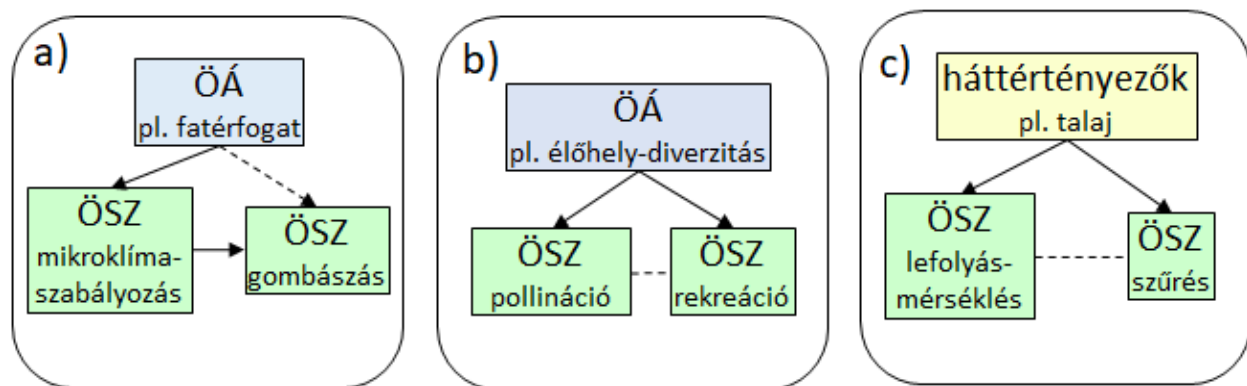 a)
ÖÁ
pl. fatérfogat
ÖSZ
mikroklíma-
szabályozás
ÖSZ
gombászás
b)
ÖÁ
pl. élőhely-diverzitás
ÖSZ
pollináció
ÖSZ
rekreáció
c)
háttértényezők
pl. talaj
ÖSZ
lefolyás-
mérséklés
ÖSZ
szűrés